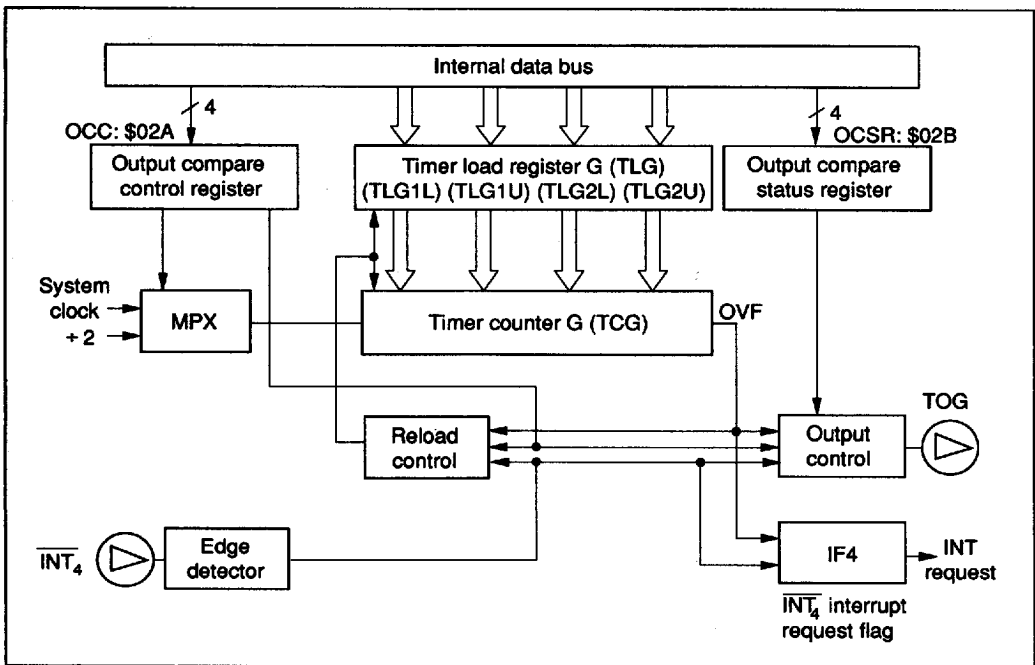 Internal data bus
4
4
OCC: $02A
OCSR: $02B
Output compare
control register
Timer load register G (TLG)
(TLG1L) (TLG1U) (TLG2L) (TLG2U)
Output compare
status register
System
clock
÷ 2
MPX
Timer counter G (TCG)
OVF
TOG
Reload
control
Output
control
INT4
Edge
detector
IF4
INT
request
INT4 interrupt
request flag